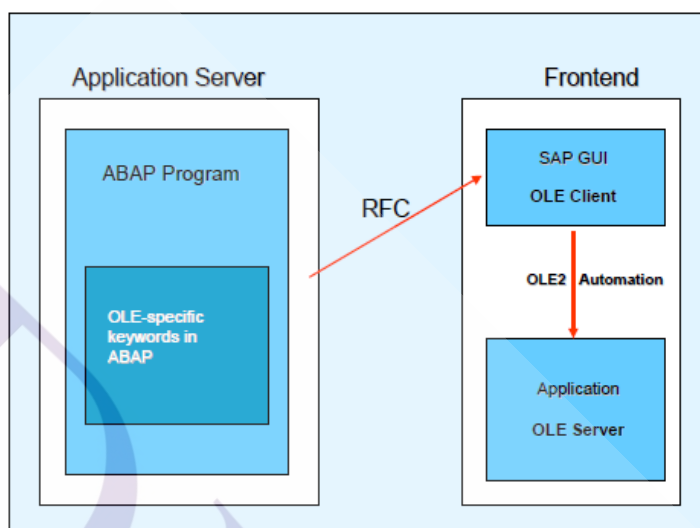 Application Server
ABAP Program
OLE-specific
keywords in
ABAP
RFC
Frontend
SAP GUI
OLE Client
OLE2 Automation
Application
OLE Server